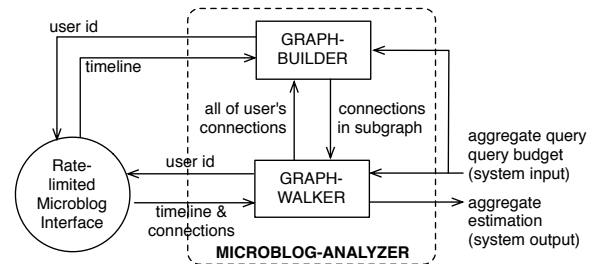 user id
timeline
GRAPH-
BUILDER
all of user's
connections
connections
in subgraph
aggregate query
query budget
(system input)
Rate-
limited
Microblog
Interface
user id
GRAPH-
WALKER
timeline &
connections
aggregate
estimation
(system output)
MICROBLOG-ANALYZER